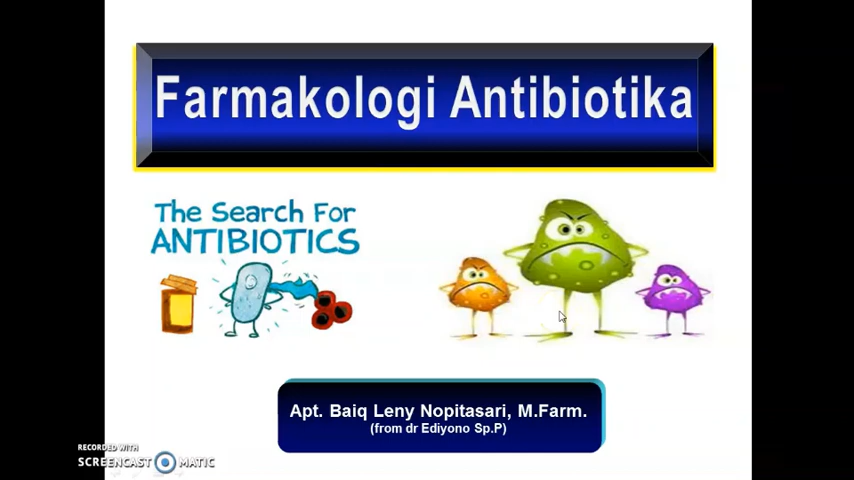 Farmakologi Antibiotika
The Search For
ANTIBIOTICS
Apt. Baiq Leny Nopitasari, M.Farm.
(from dr Ediyono Sp.P)
RECORDED WITH
SCREENCAST MATIC